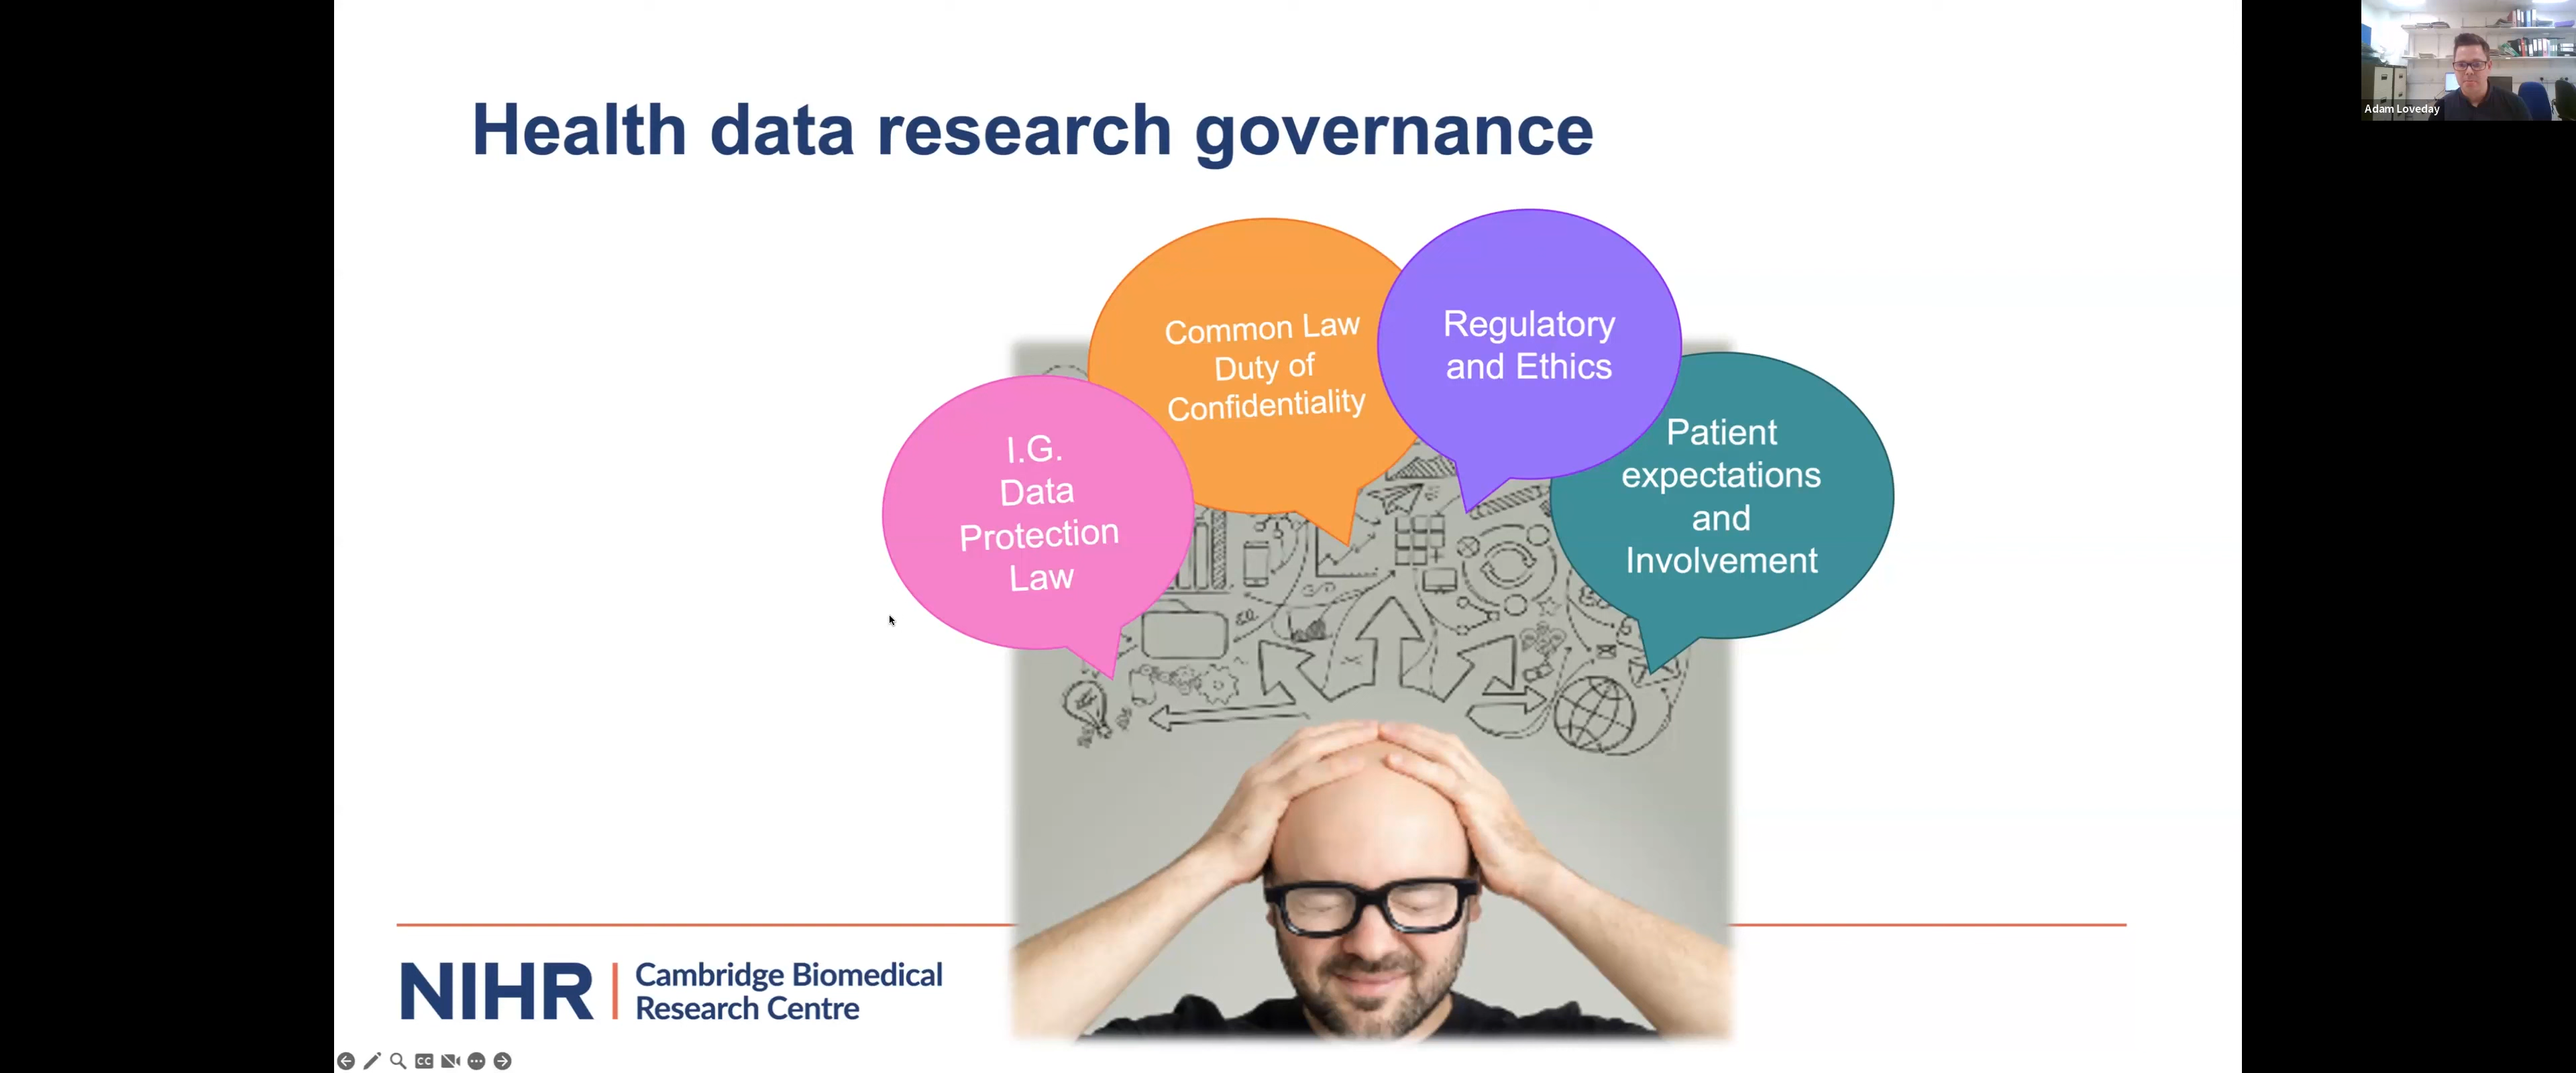 Health data research governance
Adam Loveday
Common Law
Duty of
Confidentiality
Regulatory
and Ethics
I.G.
Data
Protection
Law
Patient
expectations
and
Involvement
NIHR
Cambridge Biomedical
Research Centre
CC